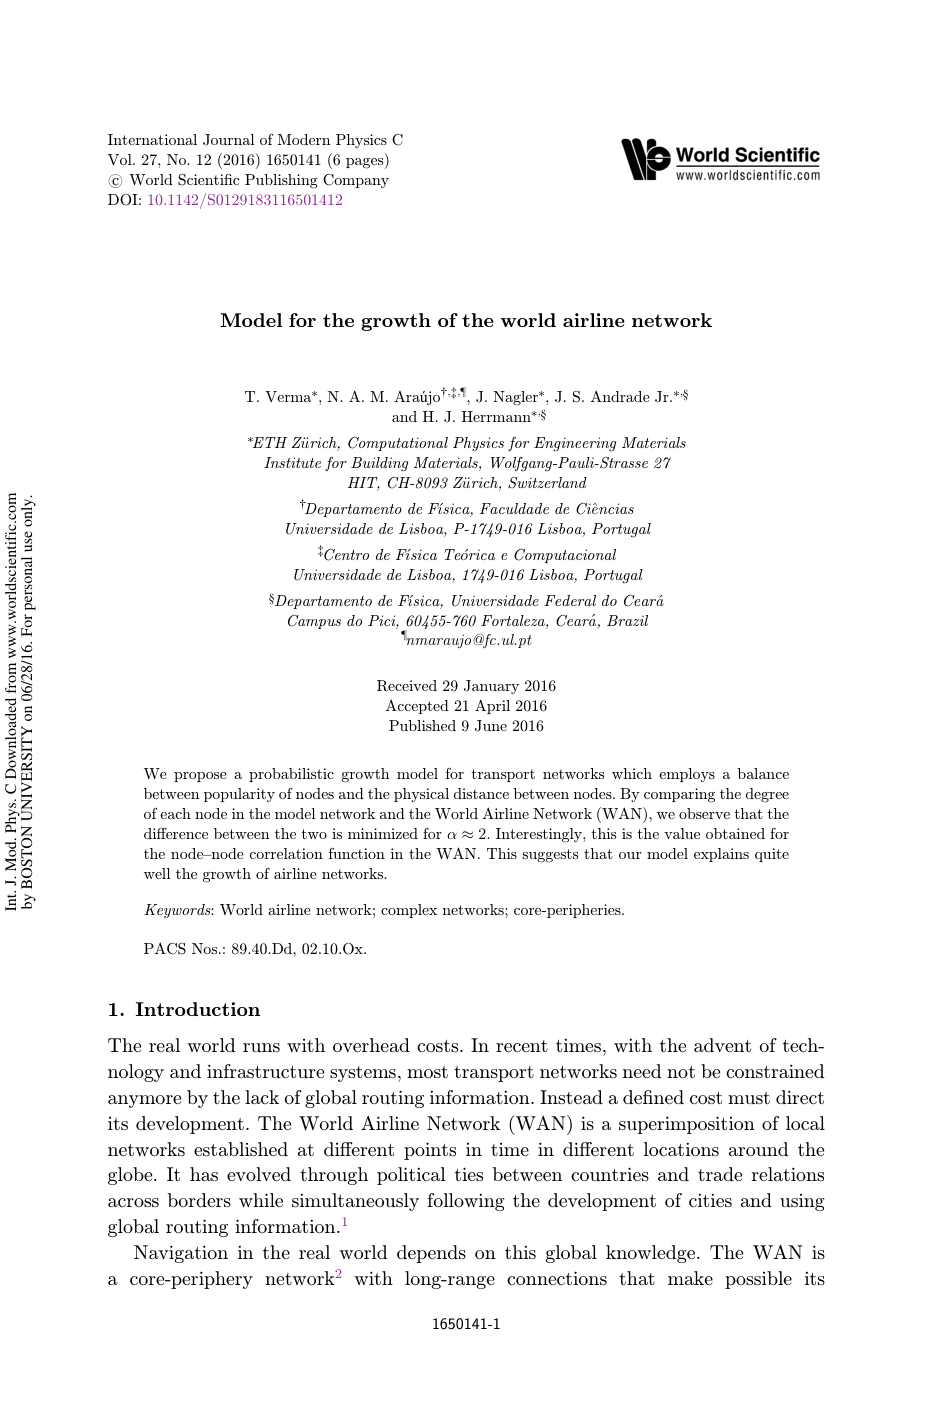 International Journal of Modern Physics C
Vol. 27, No. 12 (2016) 1650141 (6 pages)
© World Scientific Publishing Company
DOI: 10.1142/S0129183116501412
World Scientific
www.worldscientific.com
Model for the growth of the world airline network
T. Verma*, N. A. M. Araújo†,‡,¶, J. Nagler*, J. S. Andrade Jr.*,§
and H. J. Herrmann*,§
*ETH Zürich, Computational Physics for Engineering Materials
Institute for Building Materials, Wolfgang-Pauli-Strasse 27
HIT, CH-8093 Zürich, Switzerland
†Departamento de Física, Faculdade de Ciências
Universidade de Lisboa, P-1749-016 Lisboa, Portugal
‡Centro de Física Teórica e Computacional
Universidade de Lisboa, 1749-016 Lisboa, Portugal
§Departamento de Física, Universidade Federal do Ceará
Campus do Pici, 60455-760 Fortaleza, Ceará, Brazil
¶nmaraujo@fc.ul.pt
Received 29 January 2016
Accepted 21 April 2016
Published 9 June 2016
We propose a probabilistic growth model for transport networks which employs a balance
between popularity of nodes and the physical distance between nodes. By comparing the degree
of each node in the model network and the World Airline Network (WAN), we observe that the
difference between the two is minimized for α ≈ 2. Interestingly, this is the value obtained for
the node–node correlation function in the WAN. This suggests that our model explains quite
well the growth of airline networks.
Keywords: World airline network; complex networks; core-peripheries.
PACS Nos.: 89.40.Dd, 02.10.Ox.
1. Introduction
The real world runs with overhead costs. In recent times, with the advent of tech-
nology and infrastructure systems, most transport networks need not be constrained
anymore by the lack of global routing information. Instead a defined cost must direct
its development. The World Airline Network (WAN) is a superimposition of local
networks established at different points in time in different locations around the
globe. It has evolved through political ties between countries and trade relations
across borders while simultaneously following the development of cities and using
global routing information.1
Navigation in the real world depends on this global knowledge. The WAN is
a core-periphery network2 with long-range connections that make possible its
1650141-1
Int. J. Mod. Phys. C Downloaded from www.worldscientific.com
by BOSTON UNIVERSITY on 06/28/16. For personal use only.